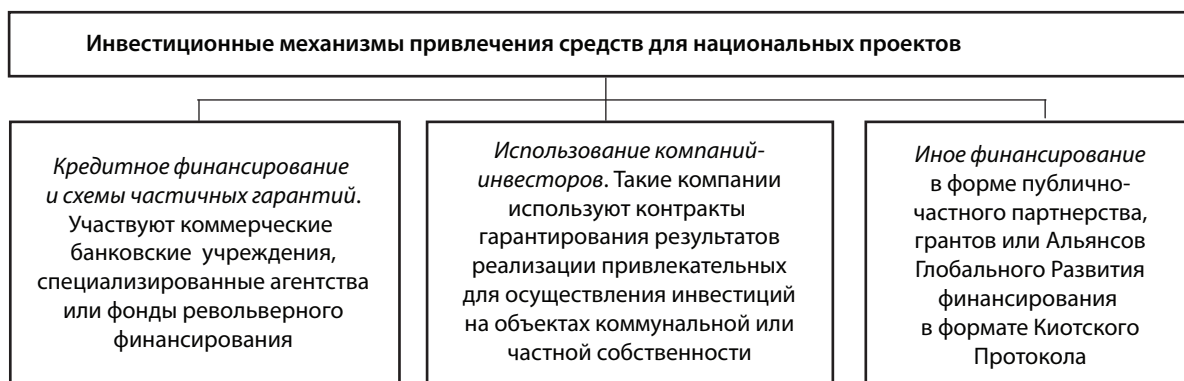 Инвестиционные механизмы привлечения средств для национальных проектов
Кредитное финансирование
и схемы частичных гарантий.
Участвуют коммерческие
банковские учреждения,
специализированные агентства
или фонды револьверного
финансирования
Использование компаний-
инвесторов. Такие компании
используют контракты
гарантирования результатов
реализации привлекательных
для осуществления инвестиций
на объектах коммунальной или
частной собственности
Иное финансирование
в форме публично-
частного партнерства,
грантов или Альянсов
Глобального Развития
финансирования
в формате Киотского
Протокола